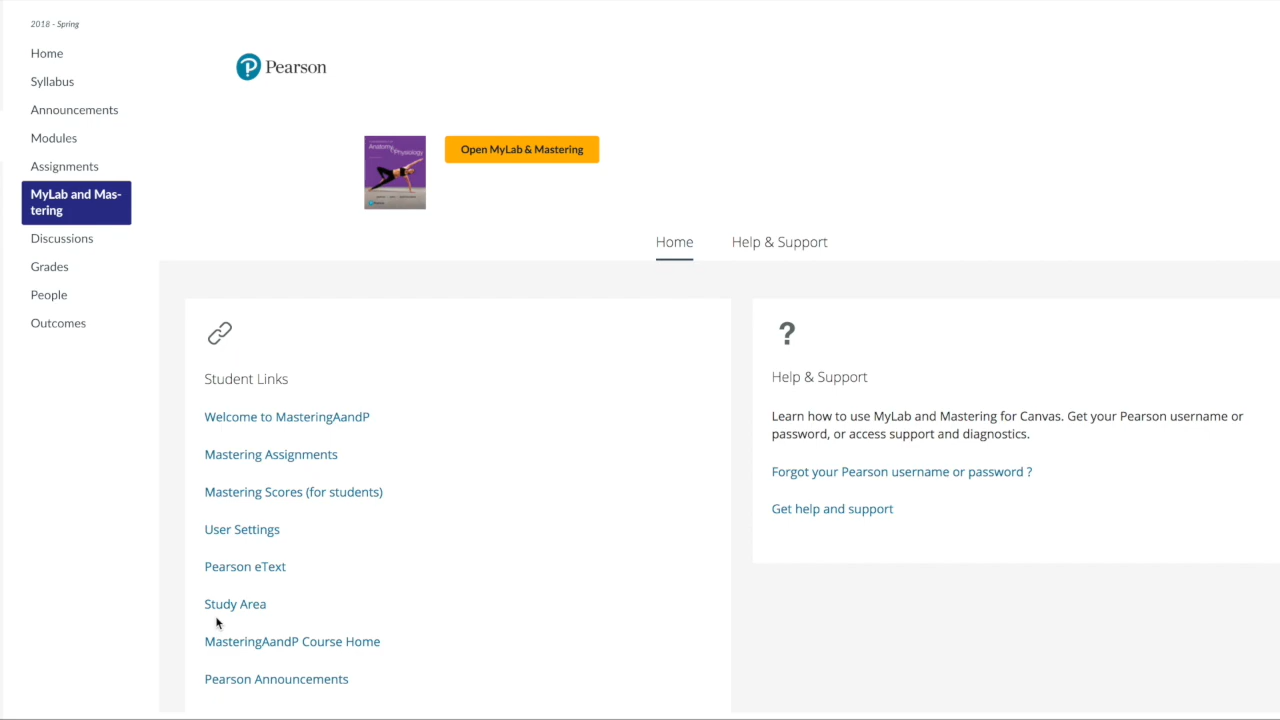 2018 - Spring
Home
Syllabus
Announcements
Modules
Assignments
MyLab and Mas-
tering
Discussions
Grades
People
Outcomes
Pearson
Anatomy & Physiology
Open MyLab & Mastering
Home
Help & Support
Student Links
Welcome to MasteringAandP
Mastering Assignments
Mastering Scores (for students)
User Settings
Pearson eText
Study Area
MasteringAandP Course Home
Pearson Announcements
?
Help & Support
Learn how to use MyLab and Mastering for Canvas. Get your Pearson username or
password, or access support and diagnostics.
Forgot your Pearson username or password ?
Get help and support